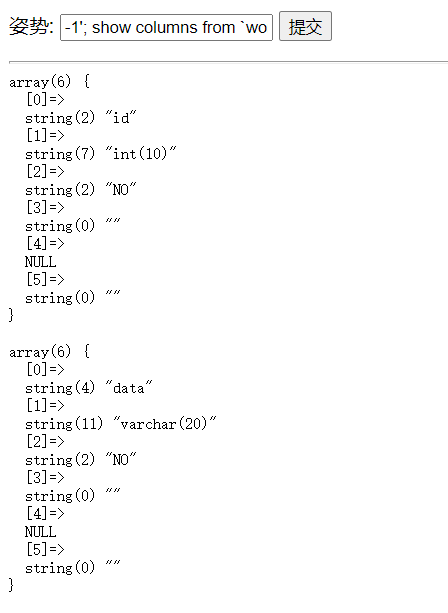 姿势: -1'; show columns from `wo 提交
array(6) {
  [0]=>
  string(2) "id"
  [1]=>
  string(7) "int(10)"
  [2]=>
  string(2) "NO"
  [3]=>
  string(0) ""
  [4]=>
  NULL
  [5]=>
  string(0) ""
}
array(6) {
  [0]=>
  string(4) "data"
  [1]=>
  string(11) "varchar(20)"
  [2]=>
  string(2) "NO"
  [3]=>
  string(0) ""
  [4]=>
  NULL
  [5]=>
  string(0) ""
}